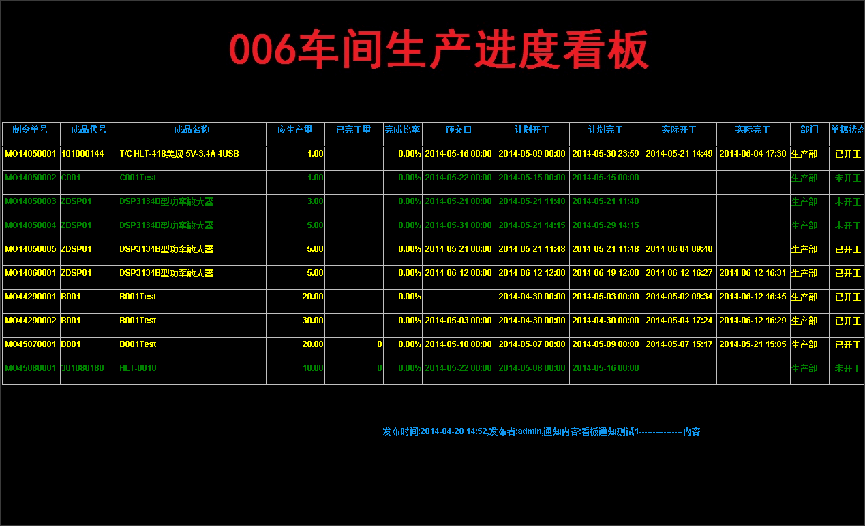 006车间生产进度看板
制令单号 成品代号 成品名称 应生产量 已完工量 完成比率 预交日 计划开工 计划完工 实际开工 实际完工 部门 单据状态
MO14050001 101000144 T/C HLT-418美规 5V-3.4A 4USB 1.00 0.00% 2014-05-16 00:00 2014-05-09 00:00 2014-05-30 23:59 2014-05-21 14:49 2014-06-04 17:30 生产部 已开工
MO14050002 C001 C001Test 1.00 0.00% 2014-05-22 00:00 2014-05-15 00:00 2014-05-15 00:00 生产部 未开工
MO14050003 ZDSP01 DSP3134B型功率放大器 3.00 0.00% 2014-05-21 00:00 2014-05-21 11:40 2014-05-21 11:40 生产部 未开工
MO14050004 ZDSP01 DSP3134B型功率放大器 5.00 0.00% 2014-05-31 00:00 2014-05-21 14:15 2014-05-29 14:15 生产部 未开工
MO14050005 ZDSP01 DSP3134B型功率放大器 5.00 0.00% 2014-05-21 00:00 2014-05-21 11:48 2014-05-21 11:48 2014-06-04 09:40 生产部 已开工
MO14060001 ZDSP01 DSP3134B型功率放大器 5.00 0.00% 2014-06-12 00:00 2014-06-12 12:00 2014-06-19 12:00 2014-06-12 16:27 2014-06-12 16:31 生产部 已开工
MO44290001 B001 B001Test 20.00 0.00% 2014-04-30 00:00 2014-05-03 00:00 2014-05-02 09:34 2014-06-12 16:45 生产部 已开工
MO44290002 B001 B001Test 30.00 0.00% 2014-05-03 00:00 2014-04-30 00:00 2014-04-30 00:00 2014-05-04 17:24 2014-06-12 16:29 生产部 已开工
MO45070001 D001 D001Test 20.00 0 0.00% 2014-05-10 00:00 2014-05-07 00:00 2014-05-09 00:00 2014-05-07 15:17 2014-05-21 15:05 生产部 已开工
MO45080001 301000180 HLT-0010 10.00 0 0.00% 2014-05-22 00:00 2014-05-08 00:00 2014-05-16 00:00 生产部 未开工
发布时间:2014-04-20 14:52,发布者:admin,通知内容:看板通知测试1--------------内容